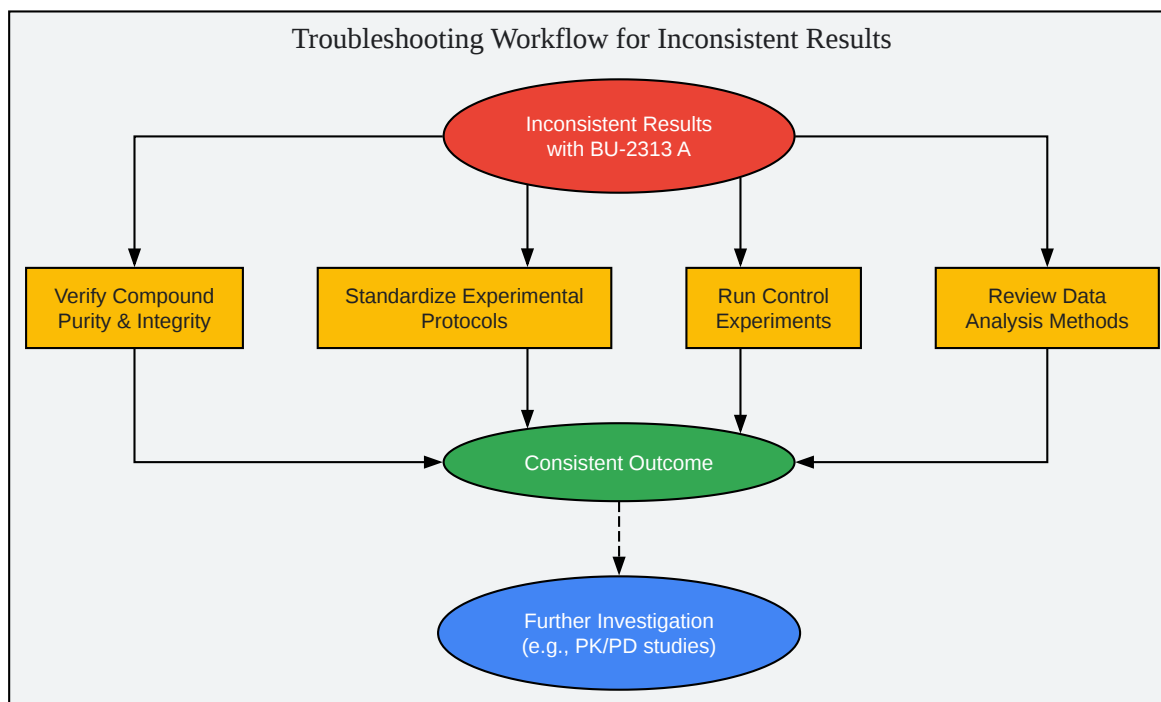 Troubleshooting Workflow for Inconsistent Results
Inconsistent Results
with BU-2313 A
Verify Compound
Purity & Integrity
Standardize Experimental
Protocols
Run Control
Experiments
Review Data
Analysis Methods
Consistent Outcome
Further Investigation
(e.g., PK/PD studies)